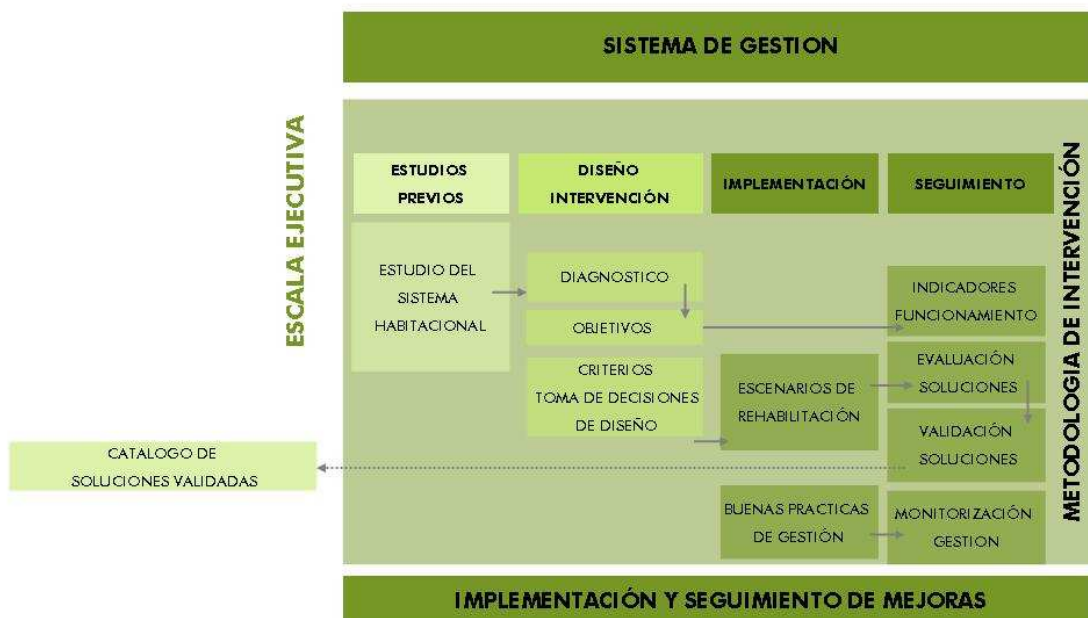 SISTEMA DE GESTION
ESCALA EJECUTIVA
METODOLOGIA DE INTERVENCIÓN
ESTUDIOS
PREVIOS
DISEÑO
INTERVENCIÓN
IMPLEMENTACIÓN
SEGUIMIENTO
ESTUDIO DEL
SISTEMA
HABITACIONAL
DIAGNOSTICO
OBJETIVOS
CRITERIOS
TOMA DE DECISIONES
DE DISEÑO
ESCENARIOS DE
REHABILITACIÓN
BUENAS PRACTICAS
DE GESTIÓN
INDICADORES
FUNCIONAMIENTO
EVALUACIÓN
SOLUCIONES
VALIDACIÓN
SOLUCIONES
MONITORIZACIÓN
GESTION
CATALOGO DE
SOLUCIONES VALIDADAS
IMPLEMENTACIÓN Y SEGUIMIENTO DE MEJORAS